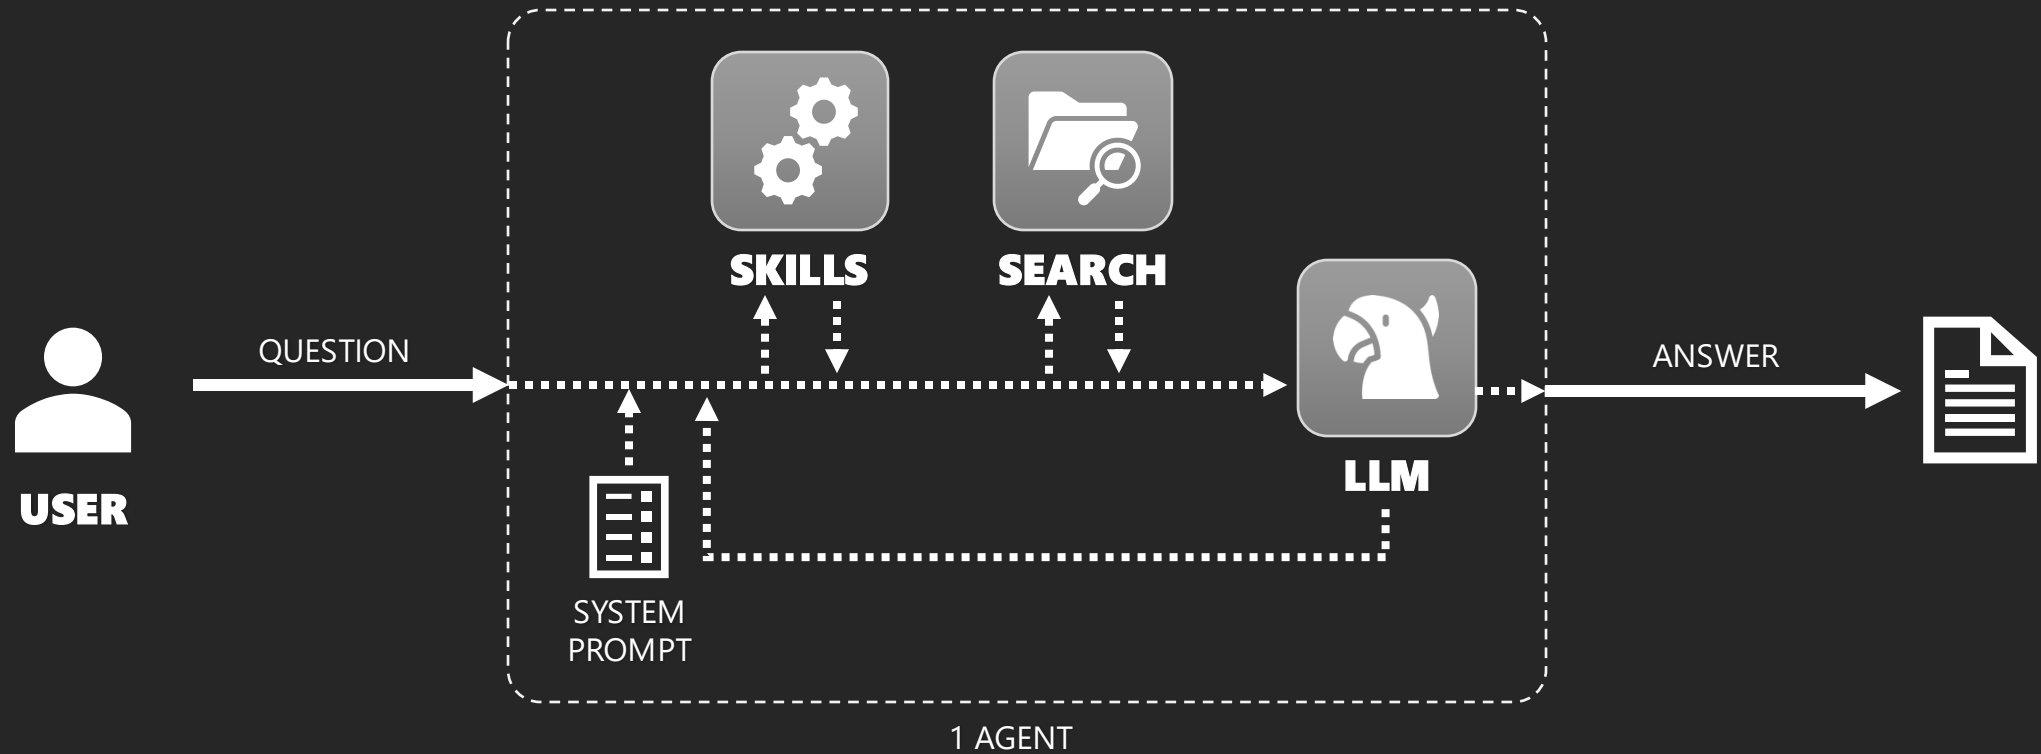 SKILLS
SEARCH
QUESTION
ANSWER
USER
LLM
SYSTEM
PROMPT
1 AGENT